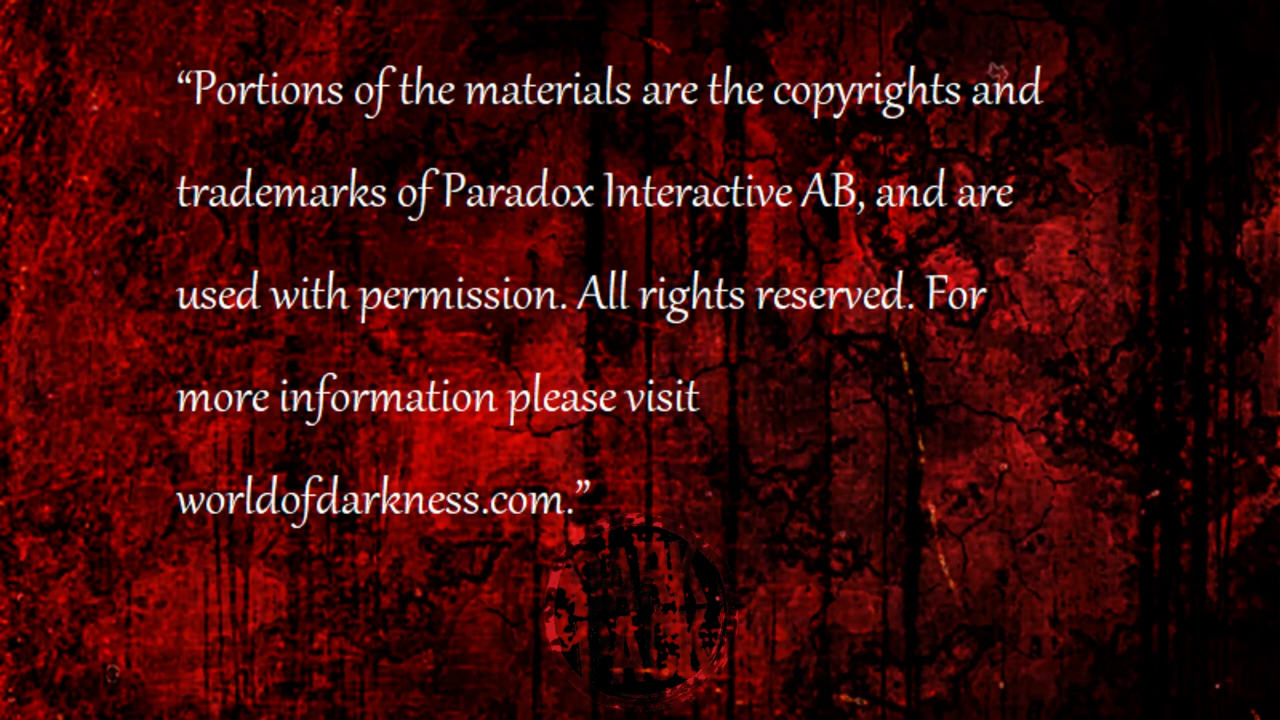 “Portions of the materials are the copyrights and
trademarks of Paradox Interactive AB, and are
used with permission. All rights reserved. For
more information please visit
worldofdarkness.com.”